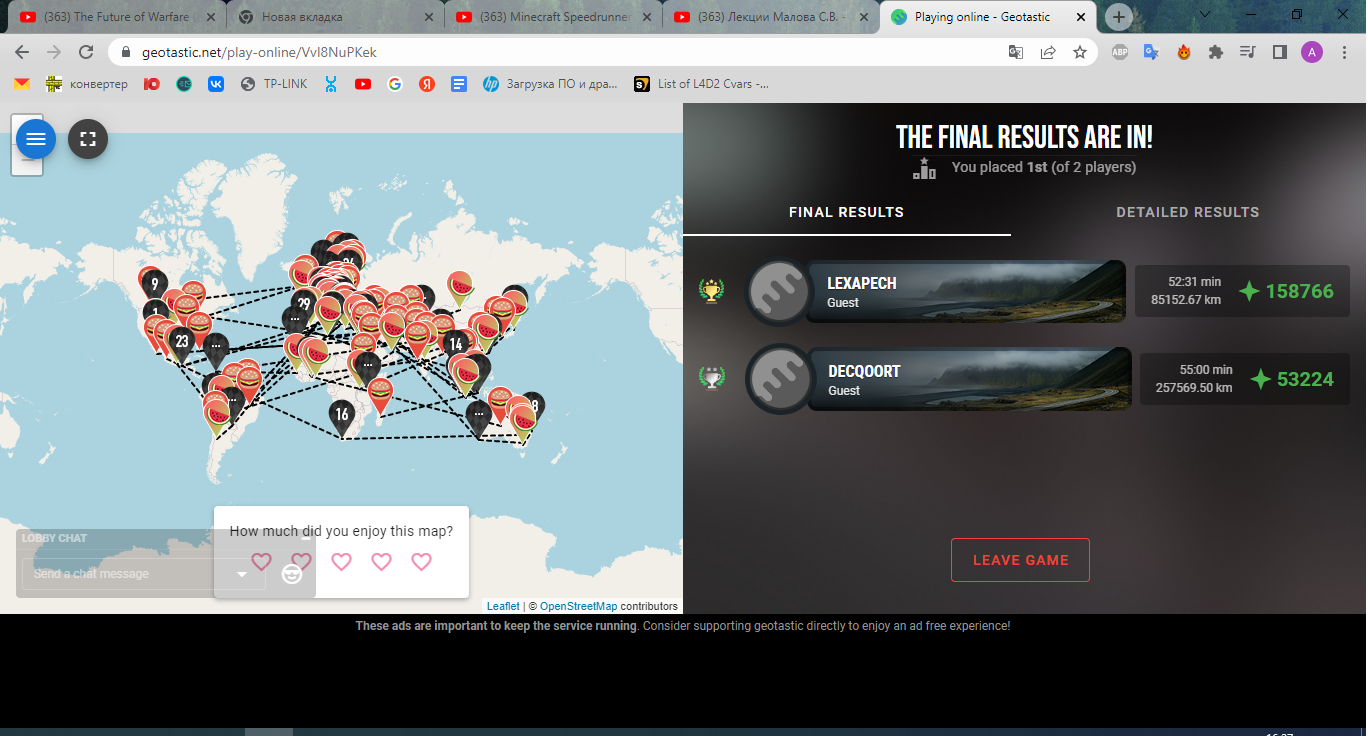 (363) The Future of Warfare
Новая вкладка
(363) Minecraft Speedrunner
(363) Лекции Малова С.В. -
Playing online - Geotastic
geotastic.net/play-online/Vvl8NuPKek
ABP
A
конвертер
TP-LINK
Загрузка ПО и дра...
List of L4D2 Cvars -...
THE FINAL RESULTS ARE IN!
You placed 1st (of 2 players)
FINAL RESULTS
DETAILED RESULTS
LEXAPECH
Guest
52:31 min
85152.67 km
158766
DECQOORT
Guest
55:00 min
257569.50 km
53224
9
1
29
23
...
...
...
14
16
...
...
8
How much did you enjoy this map?
LOBBY CHAT
Send a chat message
Leaflet | © OpenStreetMap contributors
LEAVE GAME
These ads are important to keep the service running. Consider supporting geotastic directly to enjoy an ad free experience!